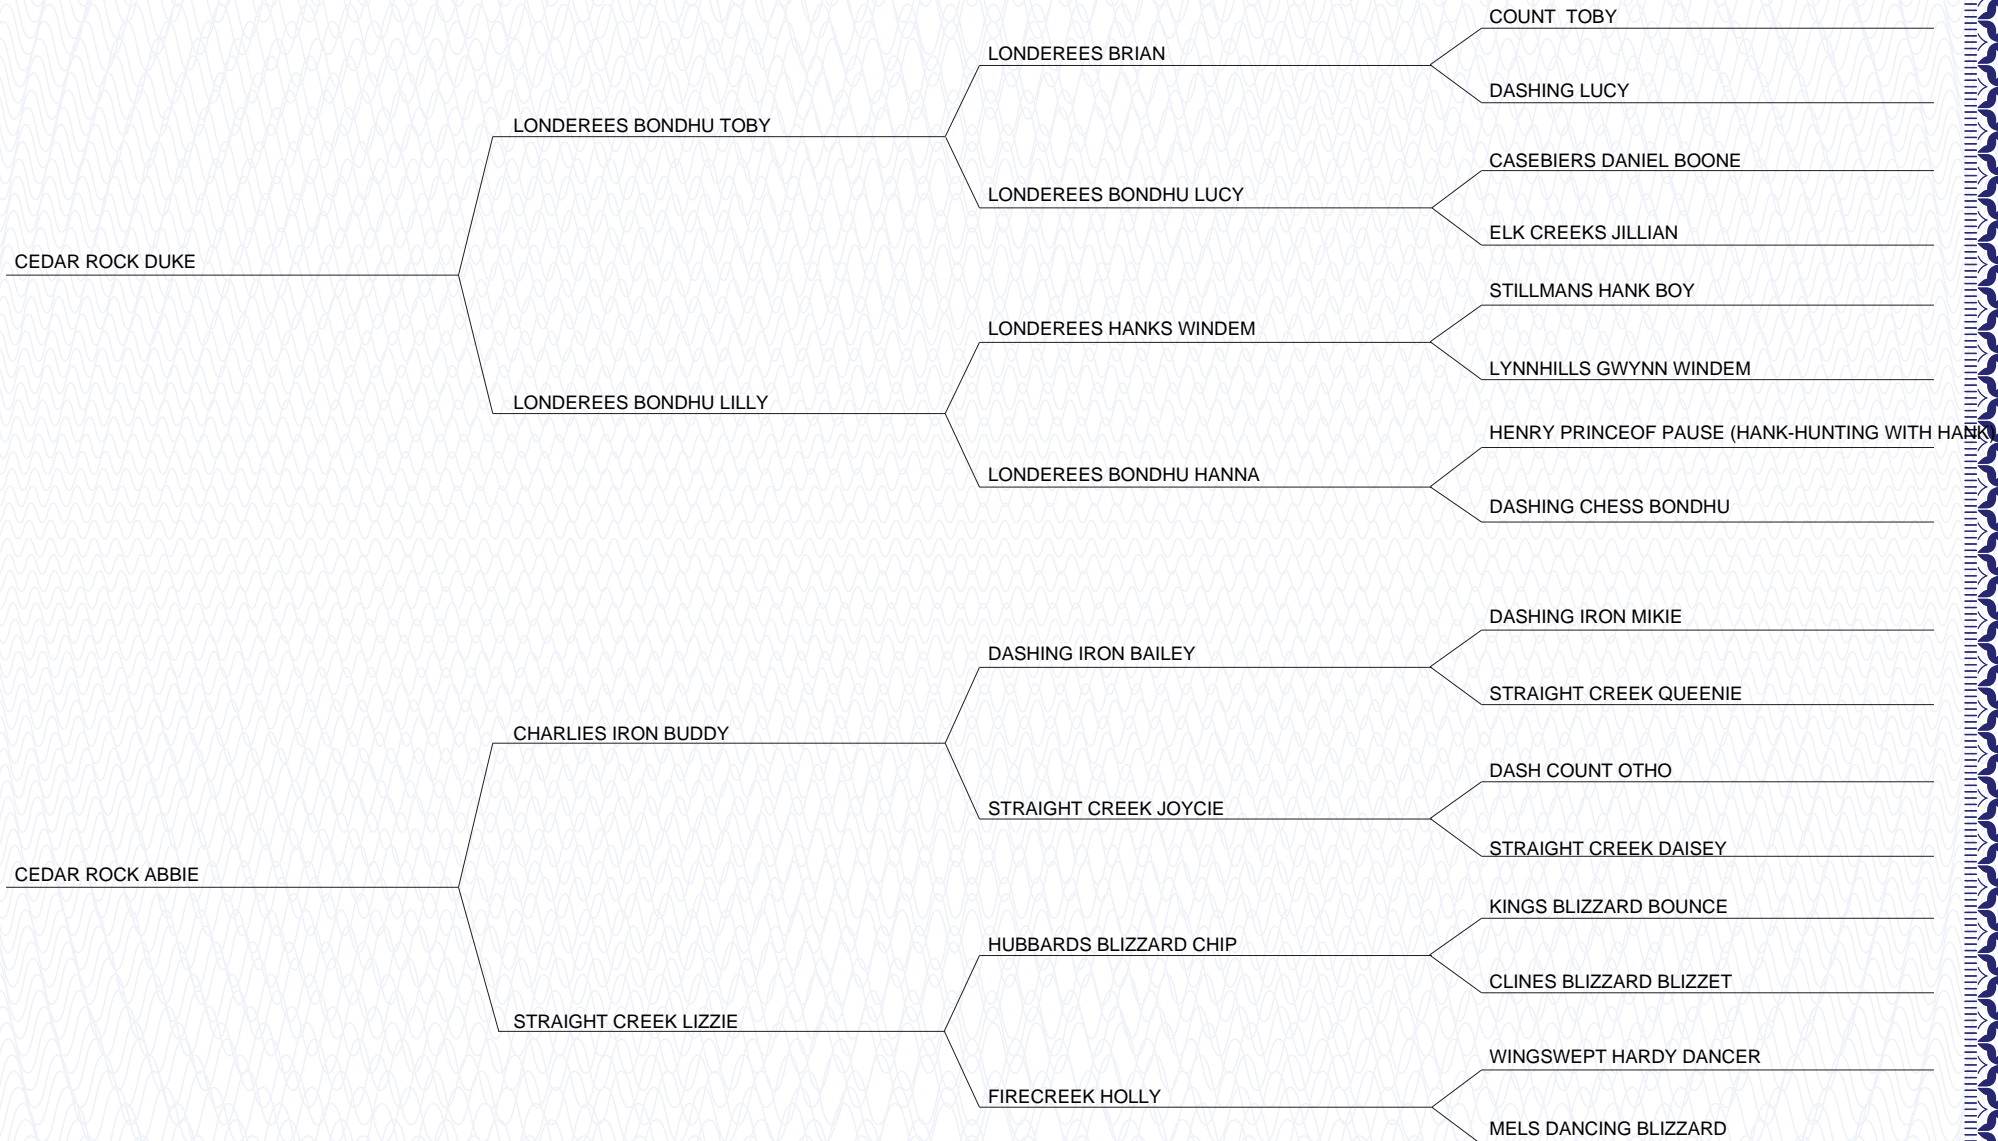 COUNT  TOBY
LONDEREES BRIAN
DASHING LUCY
LONDEREES BONDHU TOBY
CASEBIERS DANIEL BOONE
LONDEREES BONDHU LUCY
ELK CREEKS JILLIAN
CEDAR ROCK DUKE
STILLMANS HANK BOY
LONDEREES HANKS WINDEM
LYNNHILLS GWYNN WINDEM
LONDEREES BONDHU LILLY
HENRY PRINCEOF PAUSE (HANK-HUNTING WITH HANK)
LONDEREES BONDHU HANNA
DASHING CHESS BONDHU
DASHING IRON MIKIE
DASHING IRON BAILEY
STRAIGHT CREEK QUEENIE
CHARLIES IRON BUDDY
DASH COUNT OTHO
STRAIGHT CREEK JOYCIE
STRAIGHT CREEK DAISEY
CEDAR ROCK ABBIE
KINGS BLIZZARD BOUNCE
HUBBARDS BLIZZARD CHIP
CLINES BLIZZARD BLIZZET
STRAIGHT CREEK LIZZIE
WINGSWEPT HARDY DANCER
FIRECREEK HOLLY
MELS DANCING BLIZZARD